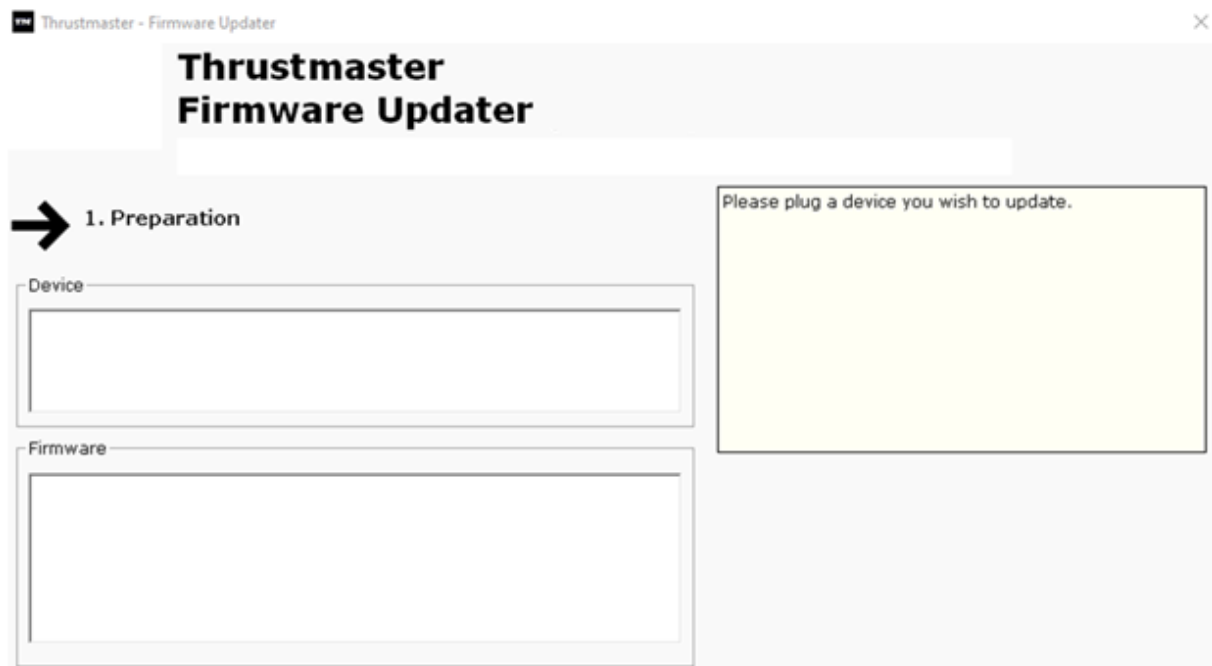 Thrustmaster - Firmware Updater
Thrustmaster
Firmware Updater
1. Preparation
Please plug a device you wish to update.
Device
Firmware